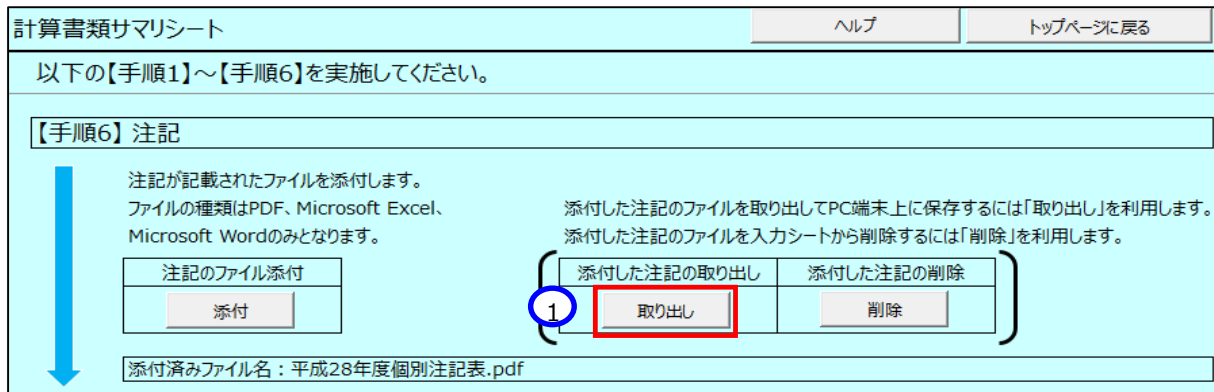 計算書類サマリシート
ヘルプ
トップページに戻る
以下の【手順1】～【手順6】を実施してください。
【手順6】注記
注記が記載されたファイルを添付します。
ファイルの種類はPDF、Microsoft Excel、
Microsoft Wordのみとなります。
添付した注記のファイルを取り出してPC端末上に保存するには「取り出し」を利用します。
添付した注記のファイルを入力シートから削除するには「削除」を利用します。
注記のファイル添付
添付
添付した注記の取り出し
添付した注記の削除
1
取り出し
削除
添付済みファイル名：平成28年度個別注記表.pdf